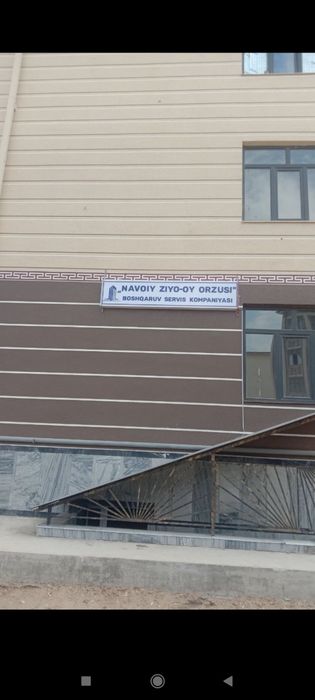 „NAVOIY ZIYO-OY ORZUSI"
BOSHQARUV SERVIS KOMPANIYASI